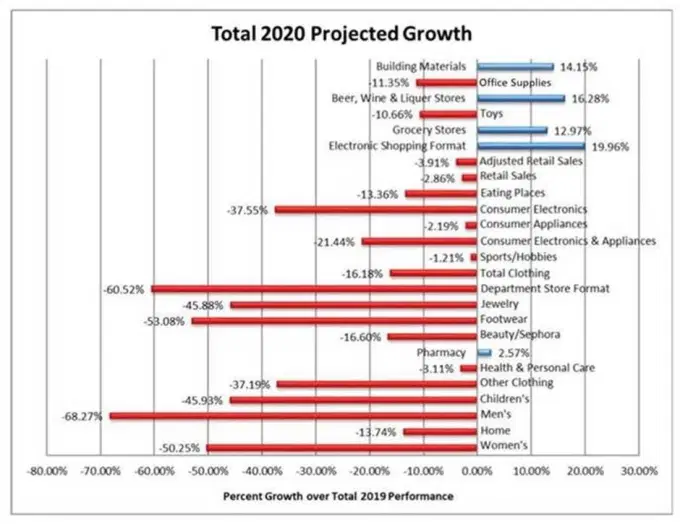 Total 2020 Projected Growth
Building Materials 14.15%
-11.35% Office Supplies
Beer, Wine & Liquer Stores 16.28%
-10.66% Toys
Grocery Stores 12.97%
Electronic Shopping Format 19.96%
-3.91% Adjusted Retail Sales
-2.86% Retail Sales
-13.36% Eating Places
-37.55% Consumer Electronics
-2.19% Consumer Appliances
-21.44% Consumer Electronics & Appliances
-1.21% Sports/Hobbies
-16.18% Total Clothing
-60.52% Department Store Format
-45.88% Jewelry
-53.08% Footwear
-16.60% Beauty/Sephora
Pharmacy 2.57%
-3.11% Health & Personal Care
-37.19% Other Clothing
-45.93% Children's
-68.27% Men's
-13.74% Home
-50.25% Women's
-80.00% -70.00% -60.00% -50.00% -40.00% -30.00% -20.00% -10.00% 0.00% 10.00% 20.00% 30.00%
Percent Growth over Total 2019 Performance